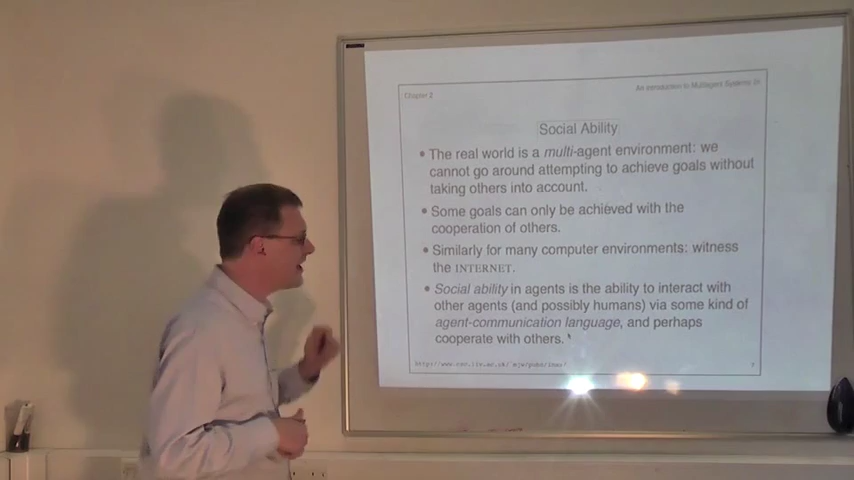 Chapter 2
An Introduction to Multiagent Systems
Social Ability
• The real world is a multi-agent environment: we
cannot go around attempting to achieve goals without
taking others into account.
• Some goals can only be achieved with the
cooperation of others.
• Similarly for many computer environments: witness
the INTERNET.
• Social ability in agents is the ability to interact with
other agents (and possibly humans) via some kind of
agent-communication language, and perhaps
cooperate with others.
7